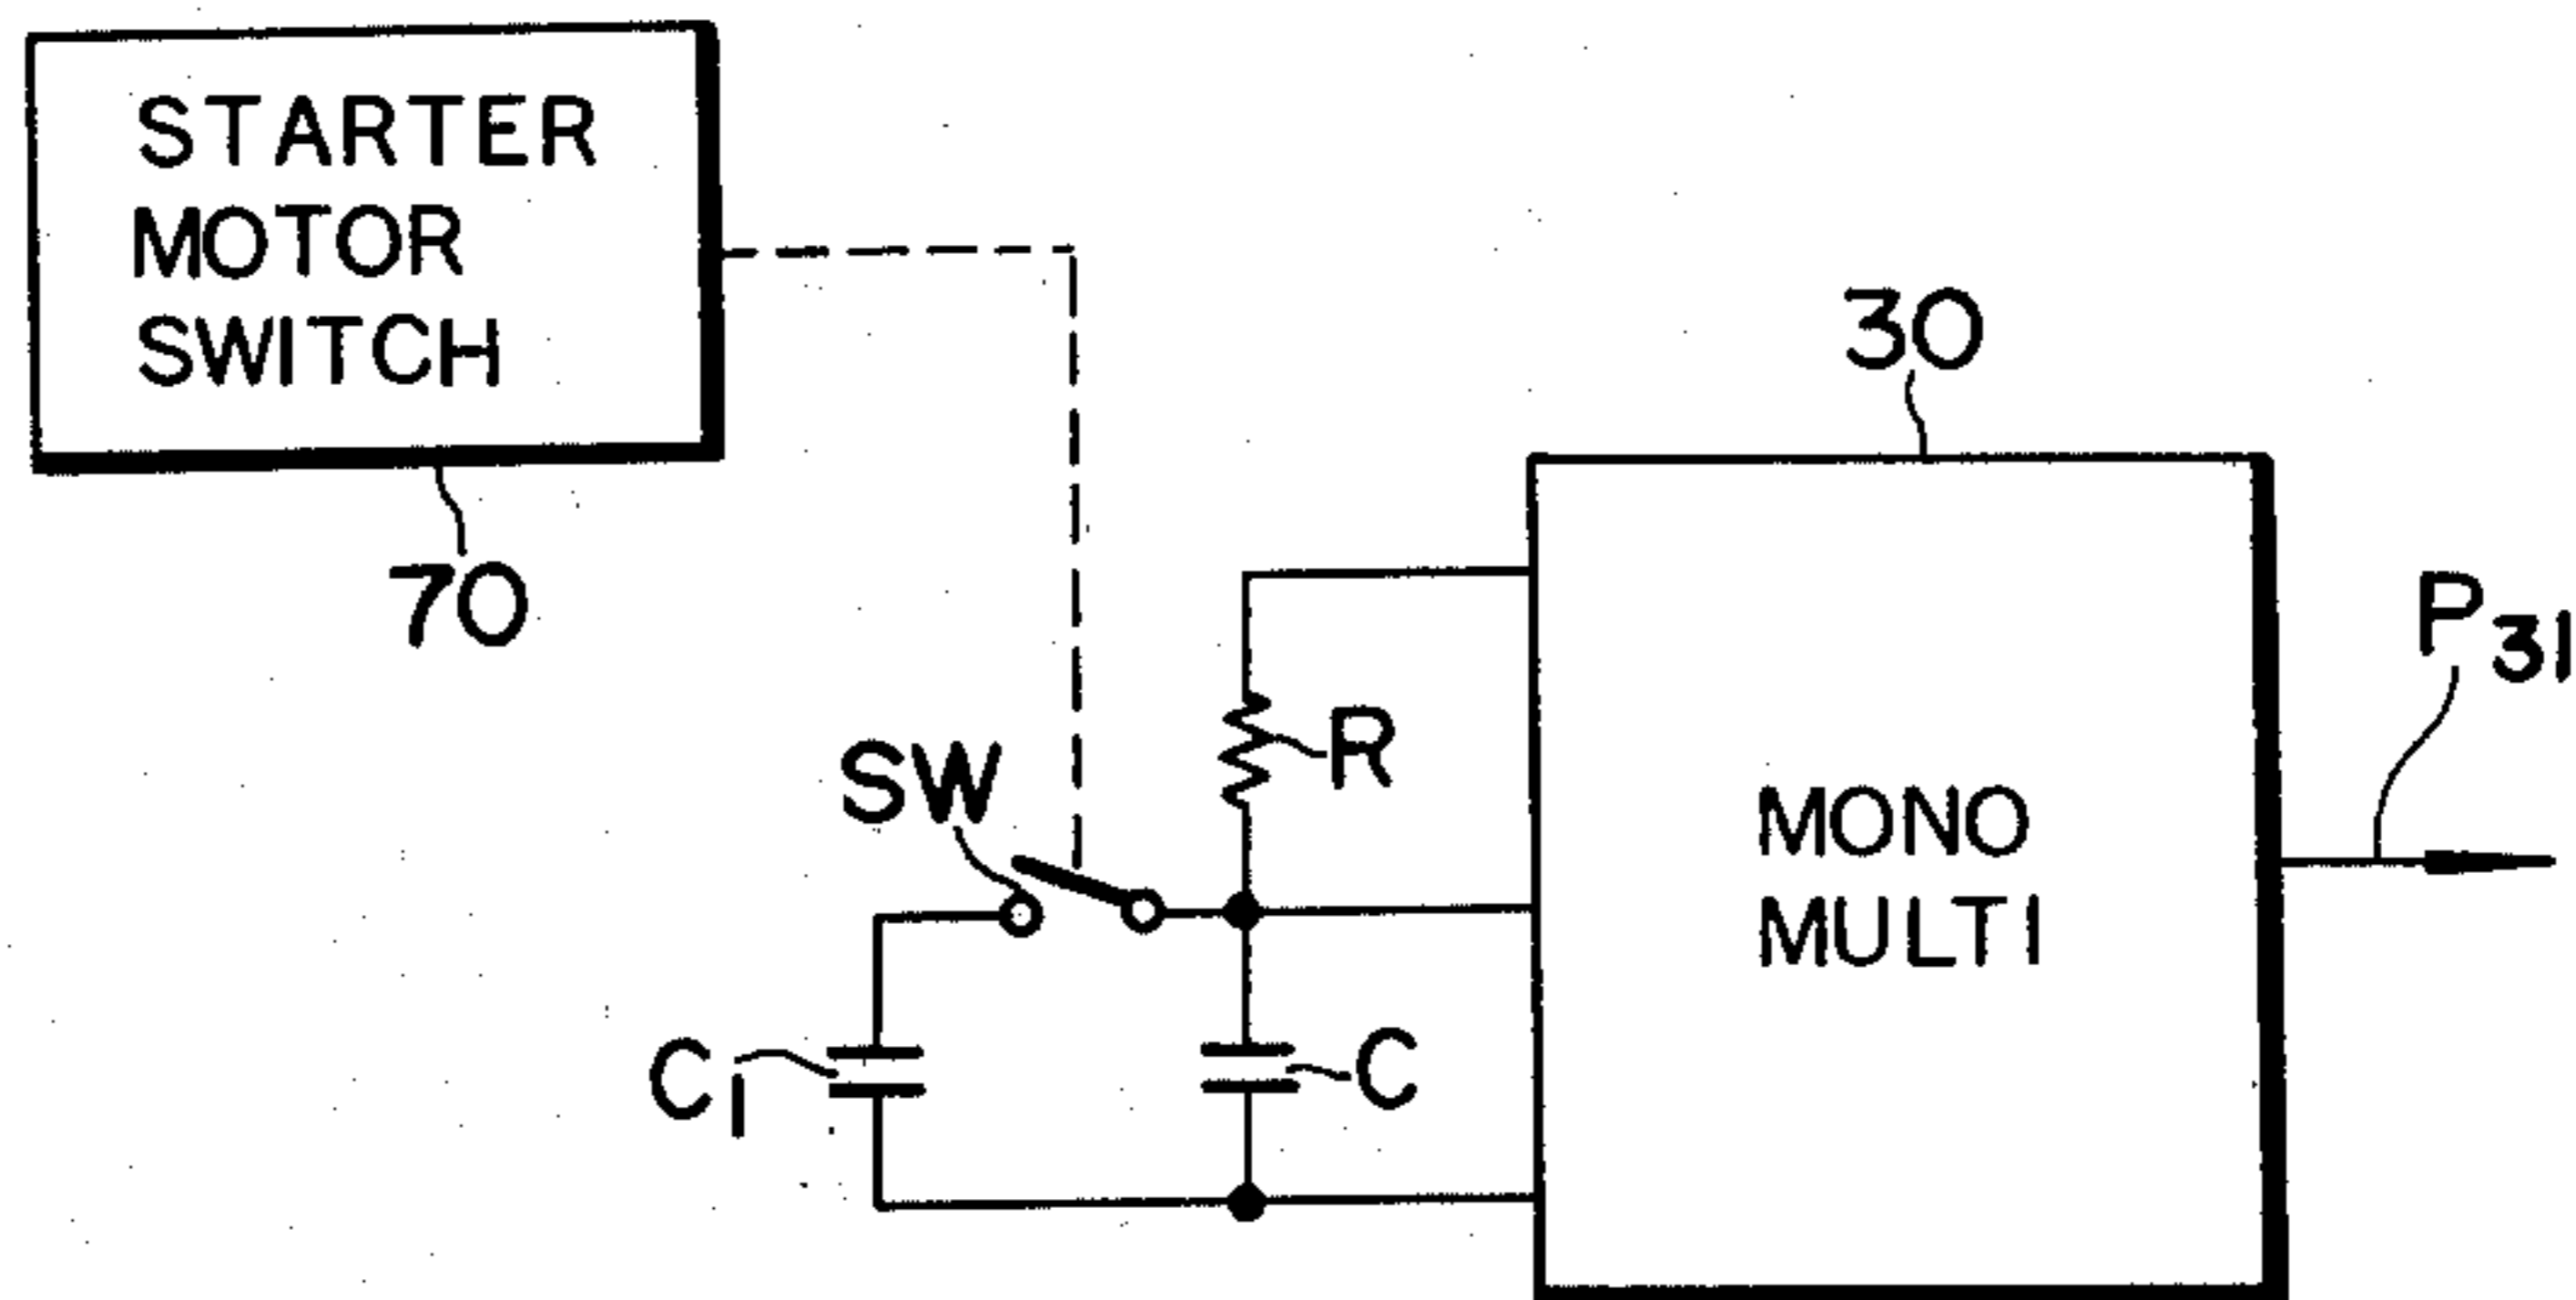 STARTER
MOTOR
SWITCH
70
30
P31
R
SW
MONO
MULTI
C1
C